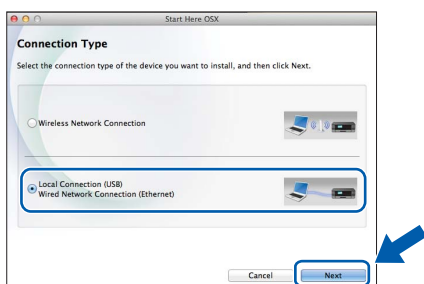 Start Here OSX
Connection Type
Select the connection type of the device you want to install, and then click Next.
Wireless Network Connection
Local Connection (USB)
Wired Network Connection (Ethernet)
Cancel
Next